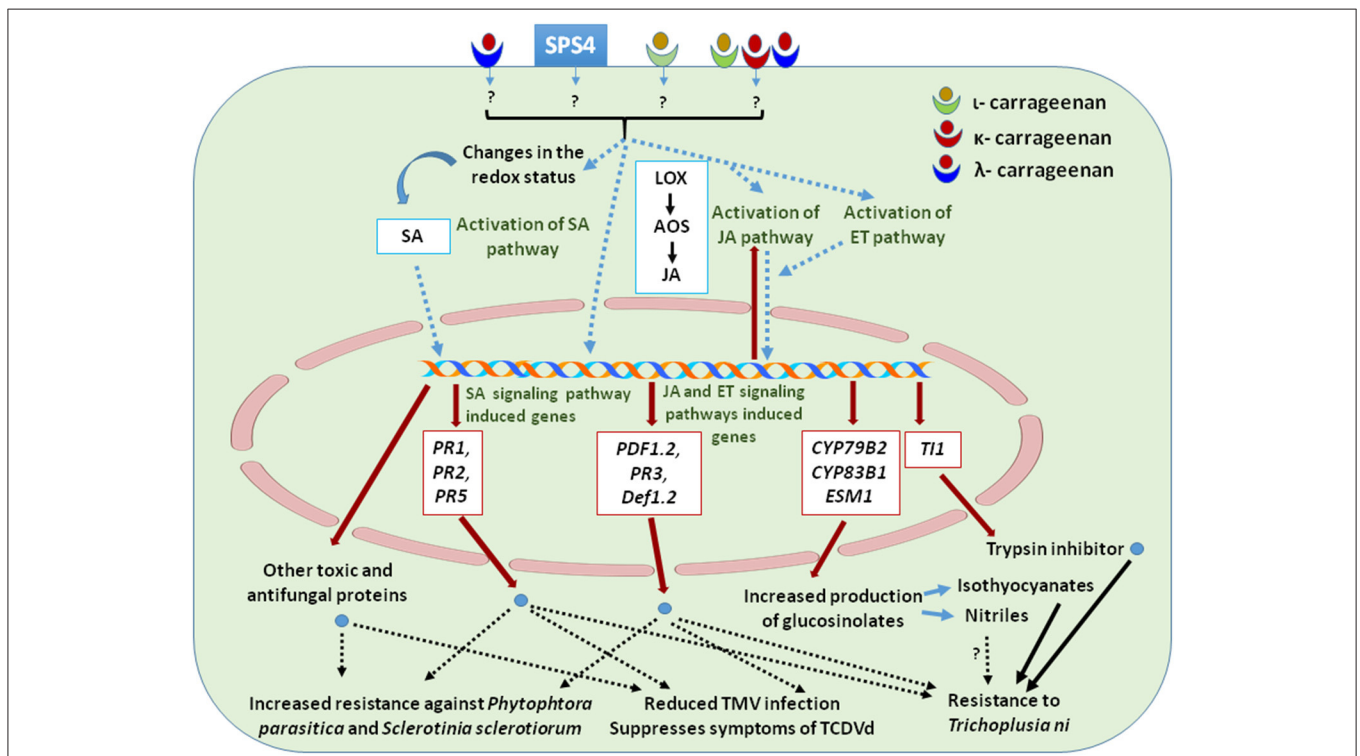 SPS4
?
?
?
?
ι- carrageenan
κ- carrageenan
λ- carrageenan
Changes in the
redox status
SA
Activation of SA
pathway
LOX
AOS
JA
Activation of
JA pathway
Activation of
ET pathway
SA signaling pathway
induced genes
JA and ET signaling
pathways induced
genes
PR1,
PR2,
PR5
PDF1.2,
PR3,
Def1.2
CYP79B2
CYP83B1
ESM1
TI1
Other toxic and
antifungal proteins
Increased production
of glucosinolates
Trypsin inhibitor
Isothyocyanates
Nitriles
?
Increased resistance against Phytophtora
parasitica and Sclerotinia sclerotiorum
Reduced TMV infection
Suppresses symptoms of TCDVd
Resistance to
Trichoplusia ni